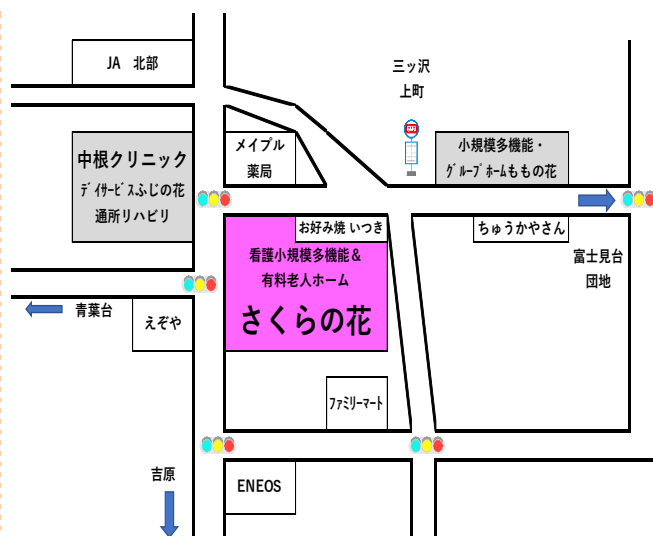 JA 北部
三ッ沢
上町
中根クリニック
デイサービスふじの花
通所リハビリ
メイプル
薬局
小規模多機能・
グループホームももの花
お好み焼 いつき
ちゅうかやさん
看護小規模多機能＆
有料老人ホーム
さくらの花
富士見台
団地
青葉台
えぞや
ファミリーマート
吉原
ENEOS